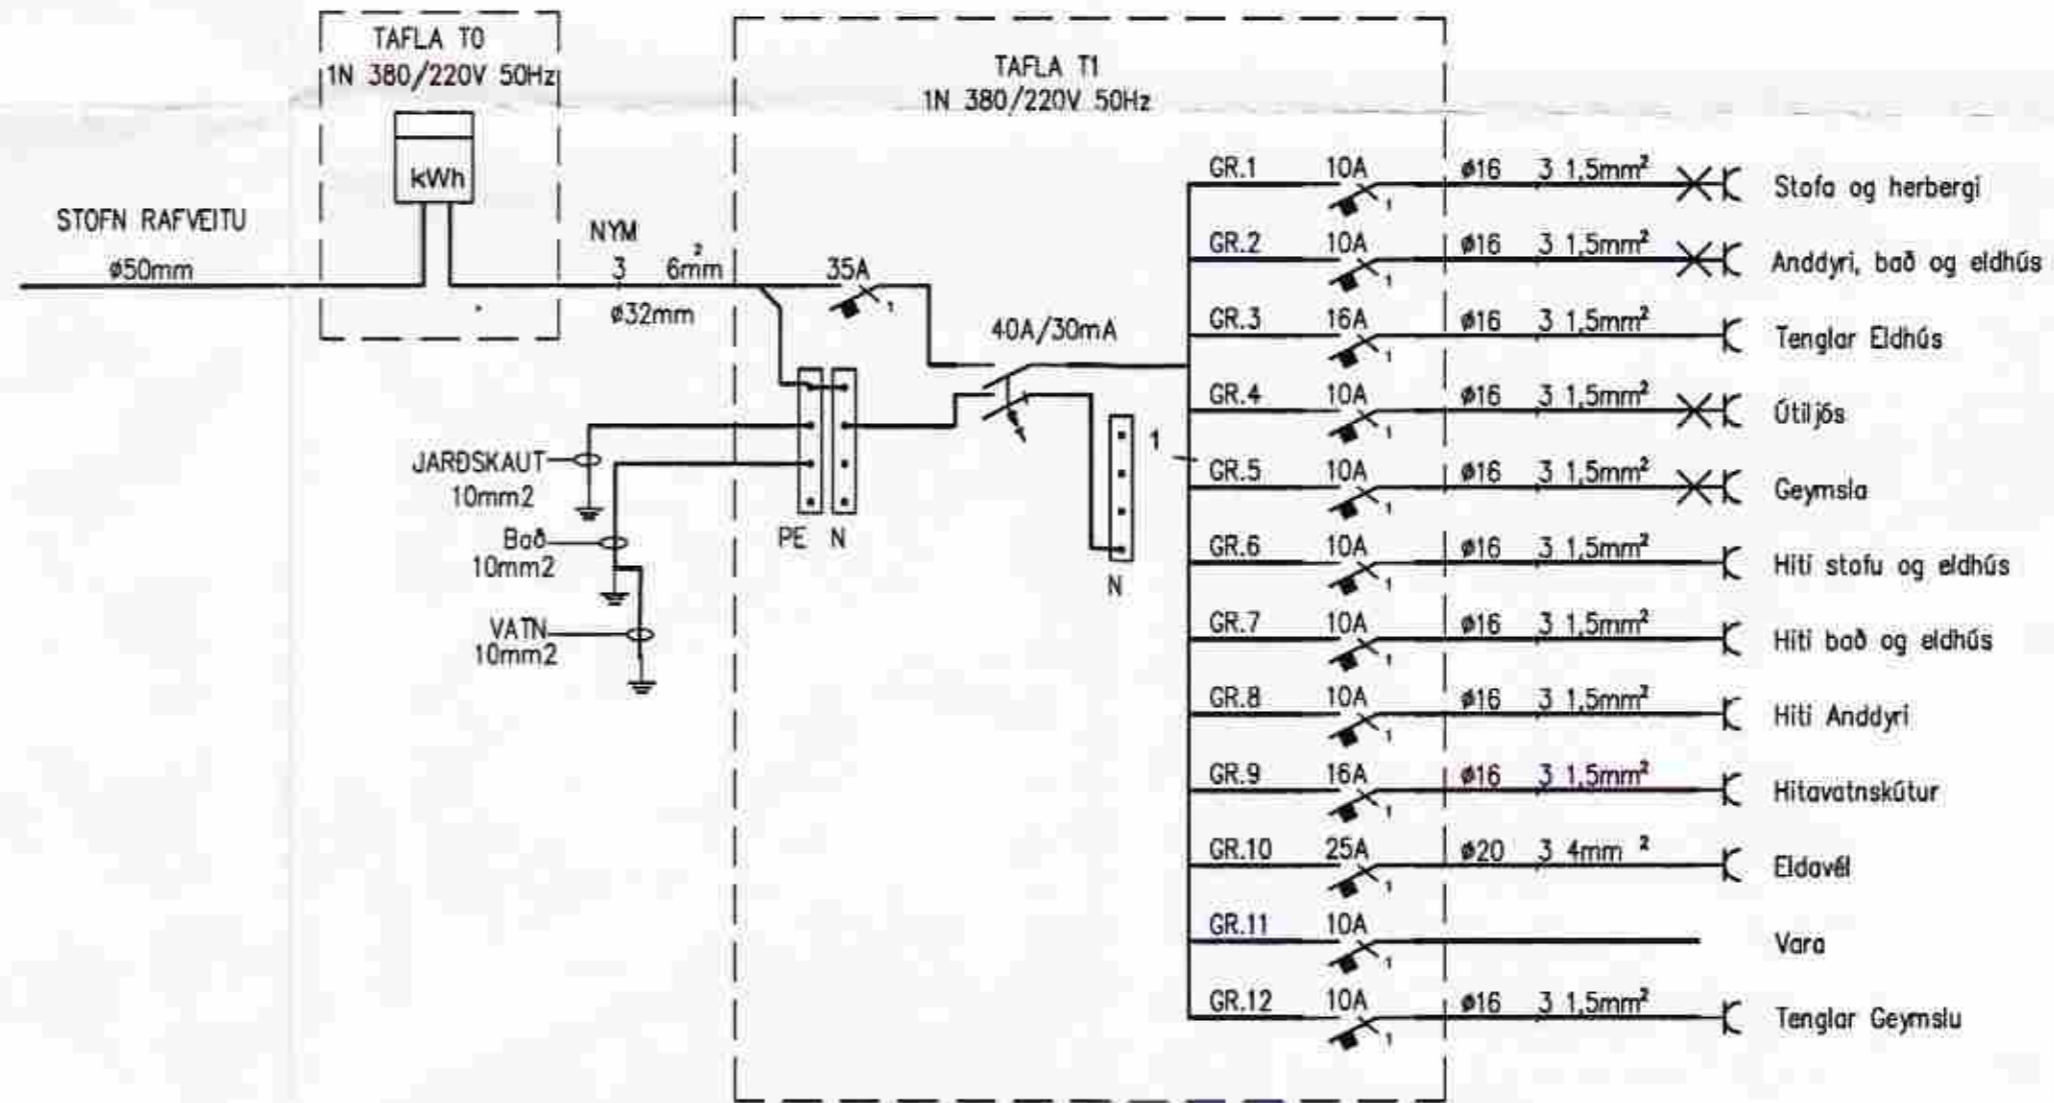 TAFLA T0
1N 380/220V 50Hz
kWh
STOFN RAFVEITU
ø50mm
NYM
3 6mm²
ø32mm
TAFLA T1
1N 380/220V 50Hz
35A
1
40A/30mA
JARÐSKAUT
10mm2
Bað
10mm2
VATN
10mm2
PE N
N
1
GR.1 10A 1 ø16 3 1,5mm² Stofa og herbergi
GR.2 10A 1 ø16 3 1,5mm² Anddyri, bað og eldhús
GR.3 16A 1 ø16 3 1,5mm² Tenglar Eldhús
GR.4 10A 1 ø16 3 1,5mm² Útiljós
GR.5 10A 1 ø16 3 1,5mm² Geymsla
GR.6 10A 1 ø16 3 1,5mm² Hiti stofu og eldhús
GR.7 10A 1 ø16 3 1,5mm² Hiti bað og eldhús
GR.8 10A 1 ø16 3 1,5mm² Hiti Anddyri
GR.9 16A 1 ø16 3 1,5mm² Hitavatnskútur
GR.10 25A 1 ø20 3 4mm ² Eldavél
GR.11 10A 1 Vara
GR.12 10A 1 ø16 3 1,5mm² Tenglar Geymslu